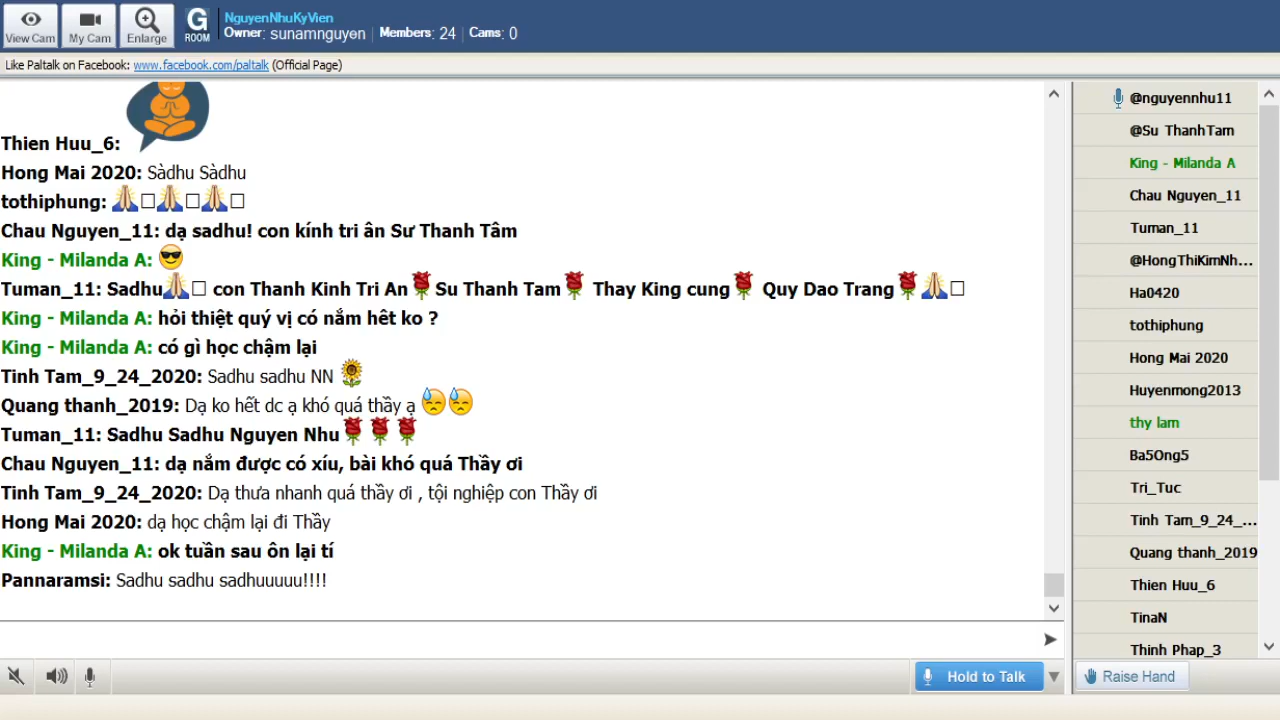 View Cam
My Cam
Enlarge
G
ROOM
NguyenNhuKyVien
Owner: sunamnguyen | Members: 24 | Cams: 0
Like Paltalk on Facebook: www.facebook.com/paltalk (Official Page)
Thien Huu_6:
Hong Mai 2020: Sàdhu Sàdhu
tothiphung:
Chau Nguyen_11: dạ sadhu! con kính tri ân Sư Thanh Tâm
King - Milanda A:
Tuman_11: Sadhu con Thanh Kinh Tri An Su Thanh Tam Thay King cung Quy Dao Trang
King - Milanda A: hỏi thiệt quý vị có nắm hêt ko ?
King - Milanda A: có gì học chậm lại
Tinh Tam_9_24_2020: Sadhu sadhu NN
Quang thanh_2019: Dạ ko hết dc ạ khó quá thầy ạ
Tuman_11: Sadhu Sadhu Nguyen Nhu
Chau Nguyen_11: dạ nắm được có xíu, bài khó quá Thầy ơi
Tinh Tam_9_24_2020: Dạ thưa nhanh quá thầy ơi , tội nghiệp con Thầy ơi
Hong Mai 2020: dạ học chậm lại đi Thầy
King - Milanda A: ok tuần sau ôn lại tí
Pannaramsi: Sadhu sadhu sadhuuuuu!!!!
Hold to Talk
@nguyennhu11
@Su ThanhTam
King - Milanda A
Chau Nguyen_11
Tuman_11
@HongThiKimNh...
Ha0420
tothiphung
Hong Mai 2020
Huyenmong2013
thy lam
Ba5Ong5
Tri_Tuc
Tinh Tam_9_24_...
Quang thanh_2019
Thien Huu_6
TinaN
Thinh Phap_3
Raise Hand